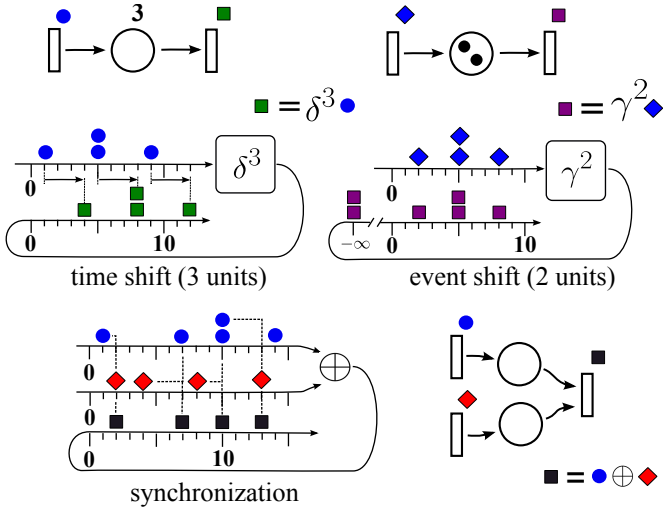 3
= δ³
= γ²
0
δ³
0
γ²
0 10
−∞ 0 10
time shift (3 units)
event shift (2 units)
0
0
0 10
= ⊕
synchronization